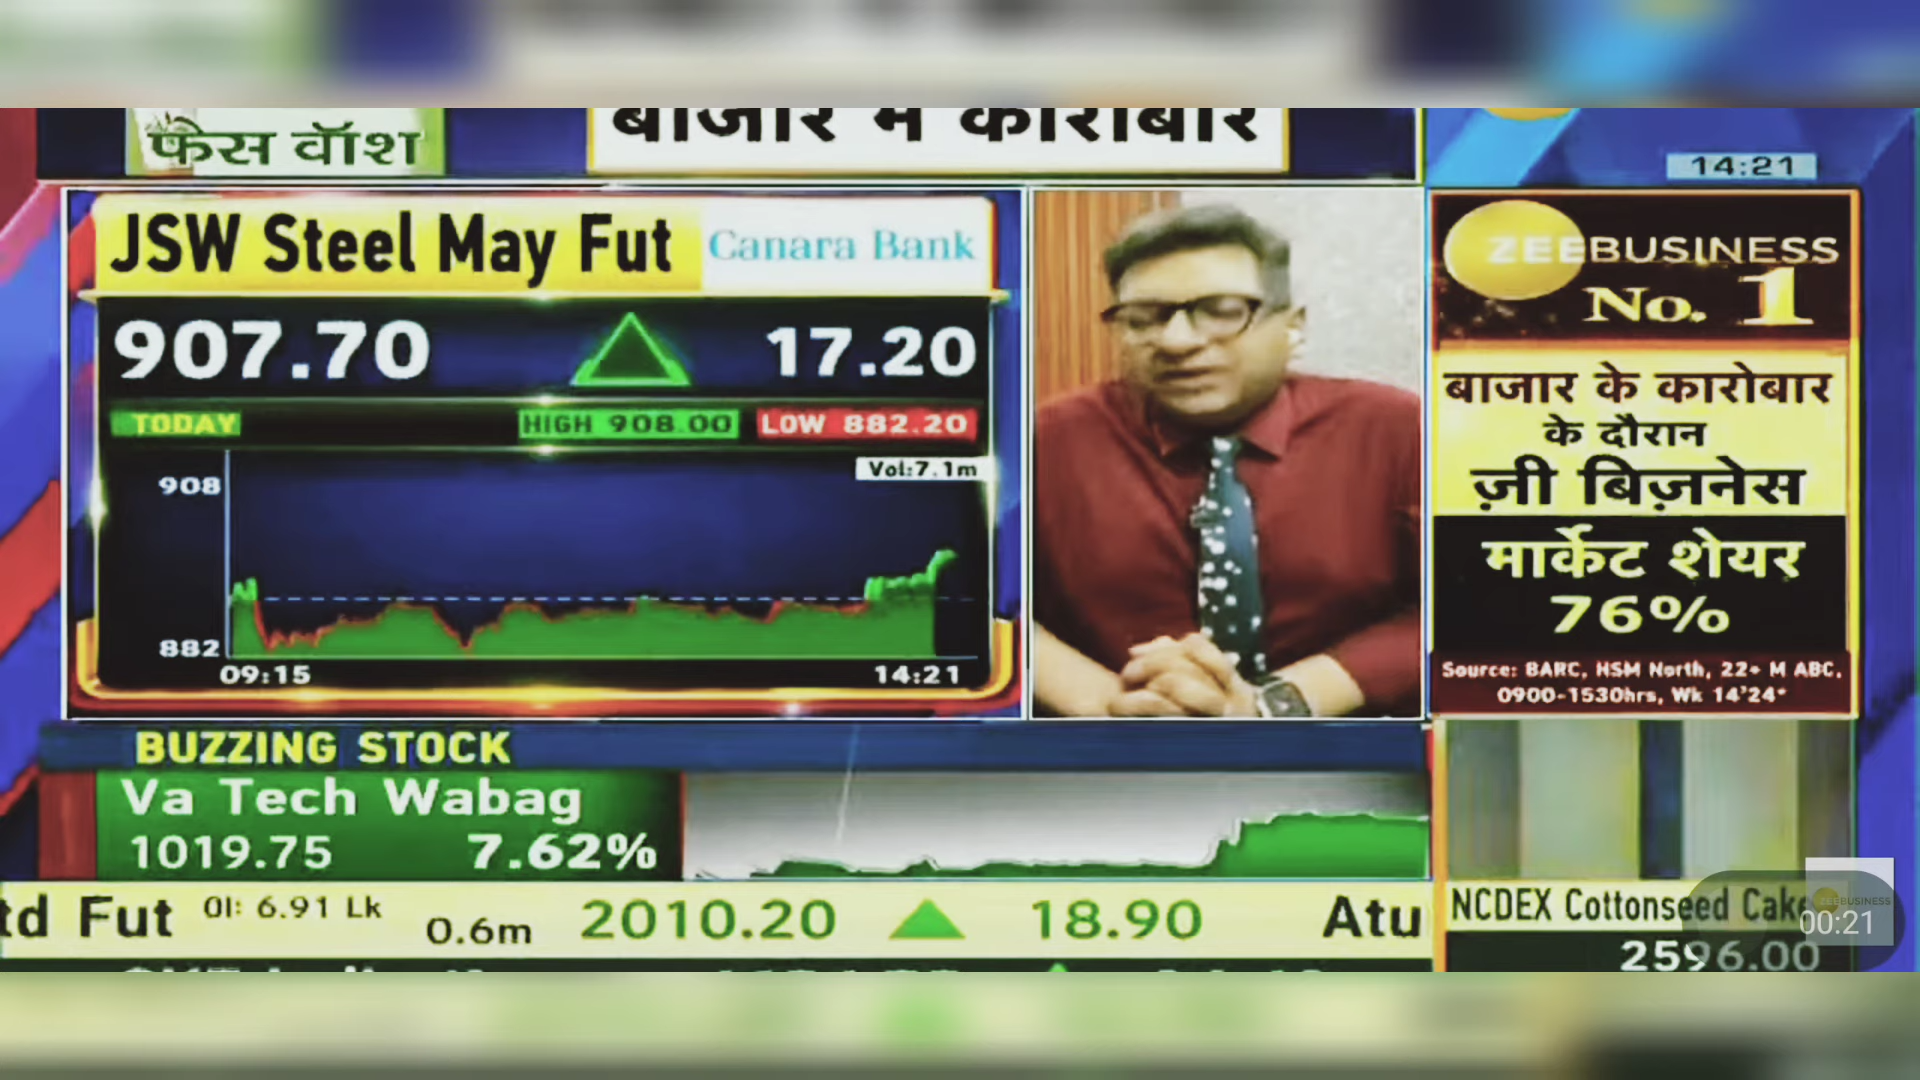 फेस वॉश
बाजार में कारोबार
14:21
JSW Steel May Fut
Canara Bank
907.70
17.20
TODAY
HIGH 908.00
LOW 882.20
Vol:7.1m
908
882
09:15
14:21
ZEEBUSINESS
No. 1
बाजार के कारोबार
के दौरान
ज़ी बिज़नेस
मार्केट शेयर
76%
Source: BARC, HSM North, 22+ M ABC,
0900-1530hrs, Wk 14'24*
BUZZING STOCK
Va Tech Wabag
1019.75 7.62%
td Fut OI: 6.91 Lk 0.6m 2010.20 18.90 Atu
NCDEX Cottonseed Cake
2596.00
ZEEBUSINESS
00:21